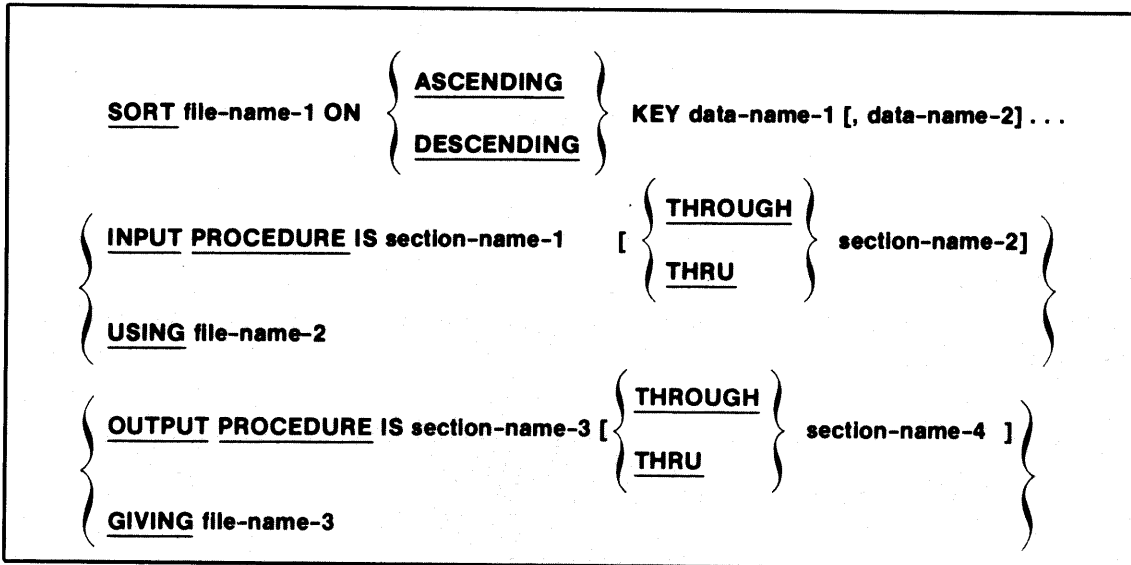 ASCENDING
SORT file-name-1 ON KEY data-name-1 [, data-name-2] . . .
DESCENDING
THROUGH
INPUT PROCEDURE IS section-name-1 [ section-name-2]
THRU
USING file-name-2
THROUGH
OUTPUT PROCEDURE IS section-name-3 [ section-name-4 ]
THRU
GIVING file-name-3